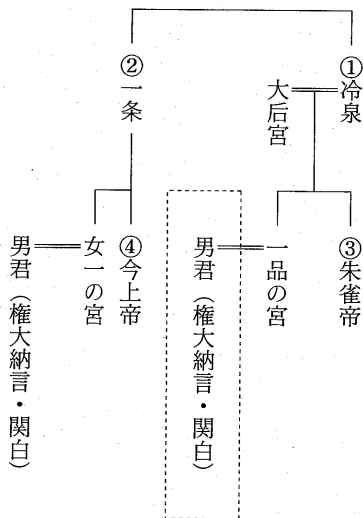 ①冷泉
大后宮
②一条
③朱雀帝
一品の宮
男君（権大納言・関白）
④今上帝
女一の宮
男君（権大納言・関白）